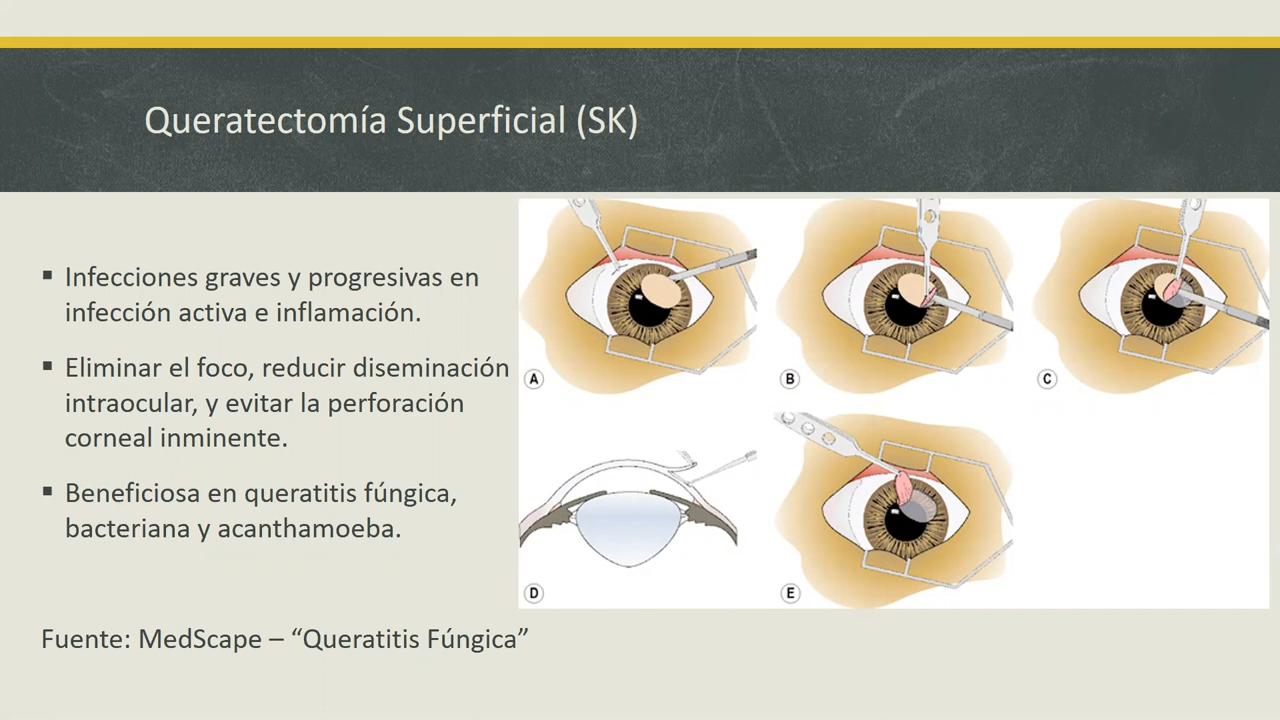 Queratectomía Superficial (SK)
▪ Infecciones graves y progresivas en
infección activa e inflamación.
▪ Eliminar el foco, reducir diseminación
intraocular, y evitar la perforación
corneal inminente.
▪ Beneficiosa en queratitis fúngica,
bacteriana y acanthamoeba.
A
B
C
D
E
Fuente: MedScape – “Queratitis Fúngica”